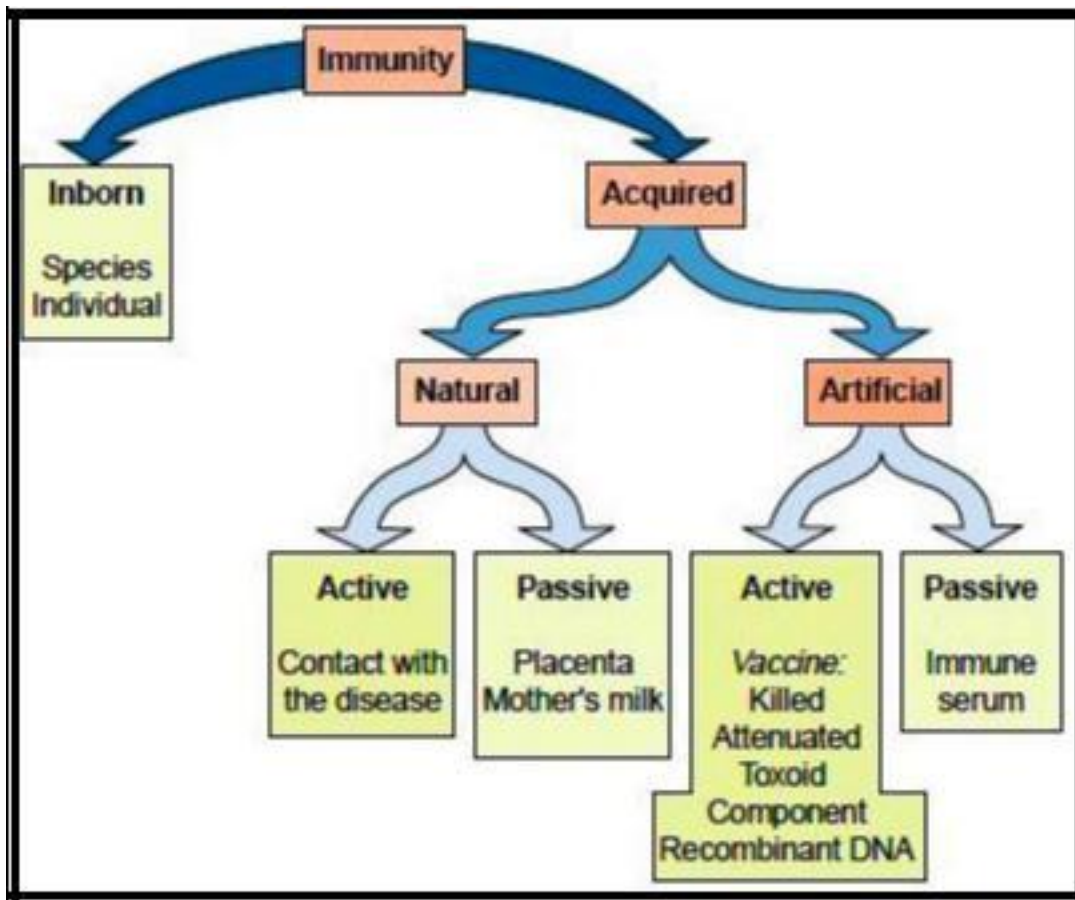 Immunity
Inborn
Species
Individual
Acquired
Natural
Artificial
Active
Contact with
the disease
Passive
Placenta
Mother's milk
Active
Vaccine:
Killed
Attenuated
Toxoid
Component
Recombinant DNA
Passive
Immune
serum